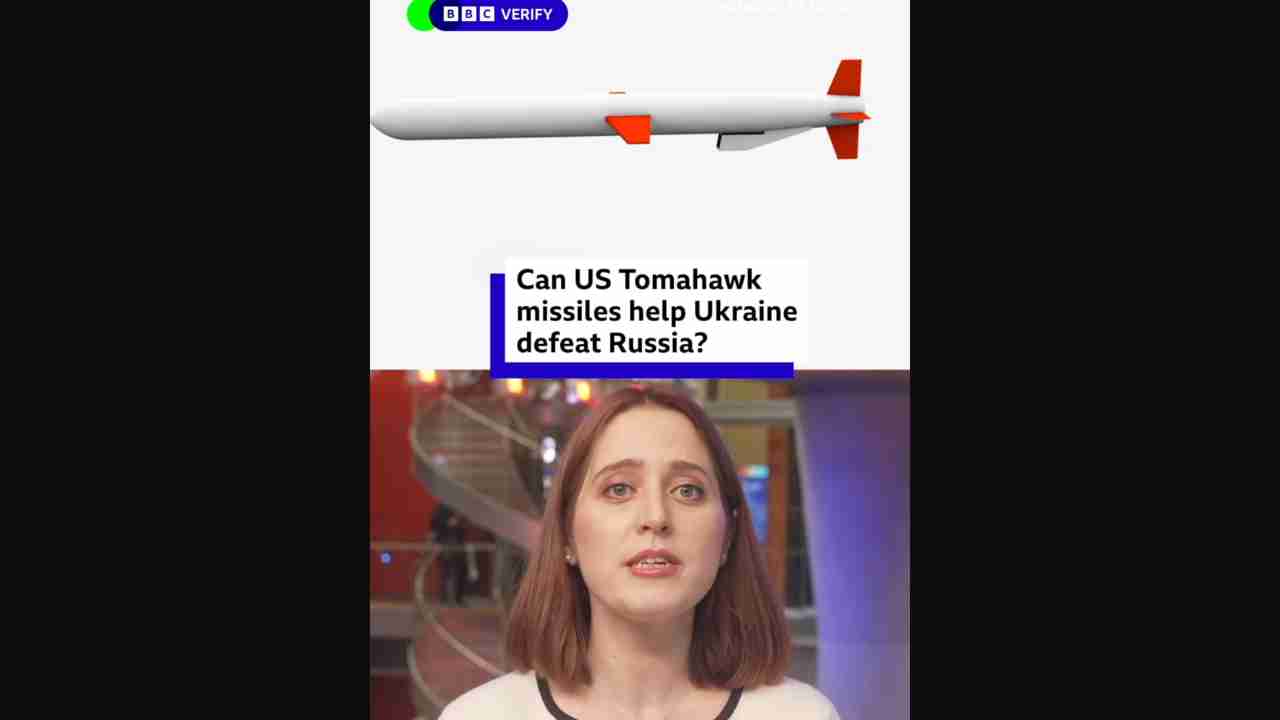 BBC VERIFY
Can US Tomahawk
missiles help Ukraine
defeat Russia?